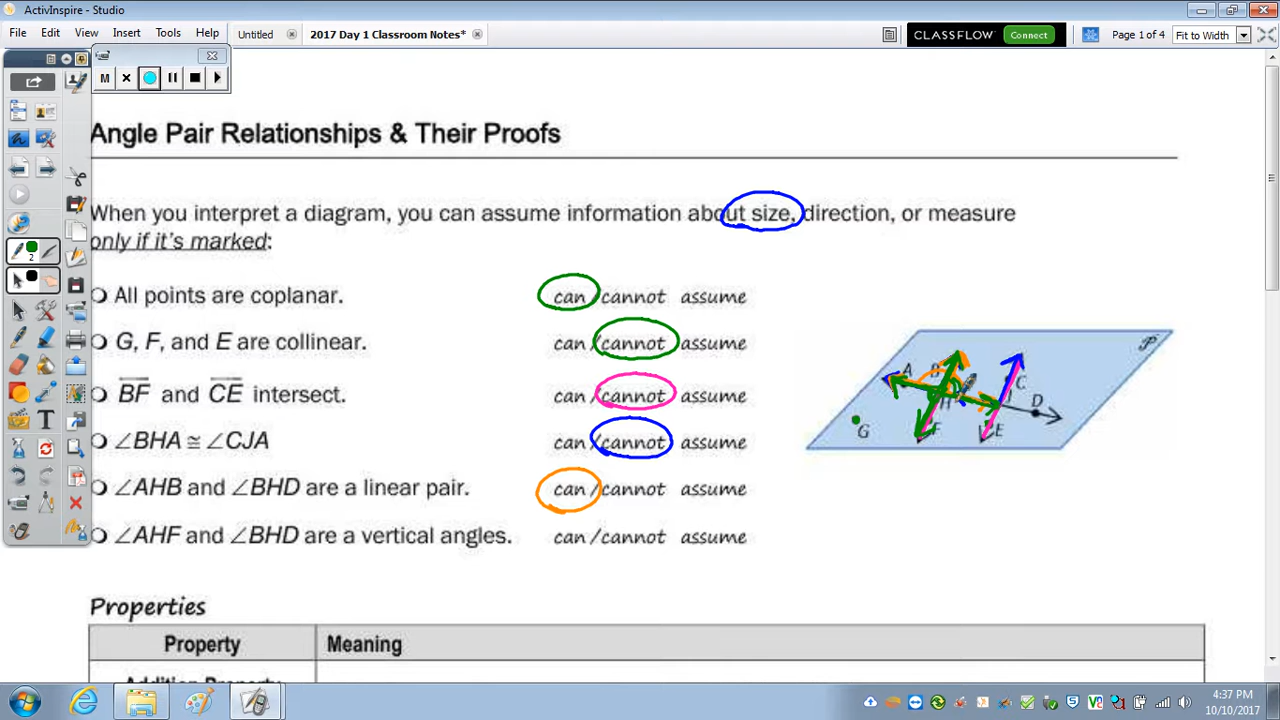 ActivInspire - Studio
File Edit View Insert Tools Help Untitled 2017 Day 1 Classroom Notes* CLASSFLOW Connect Page 1 of 4 Fit to Width
M
Angle Pair Relationships & Their Proofs
When you interpret a diagram, you can assume information about size, direction, or measure
only if it's marked:
All points are coplanar. can / cannot assume
G, F, and E are collinear. can / cannot assume
BF and CE intersect. can / cannot assume
∠BHA ≅ ∠CJA can / cannot assume
∠AHB and ∠BHD are a linear pair. can / cannot assume
∠AHF and ∠BHD are a vertical angles. can / cannot assume
P
A
B
C
D
H
J
G
F
E
2
Properties
Property Meaning
Addition Property
4:37 PM
10/10/2017